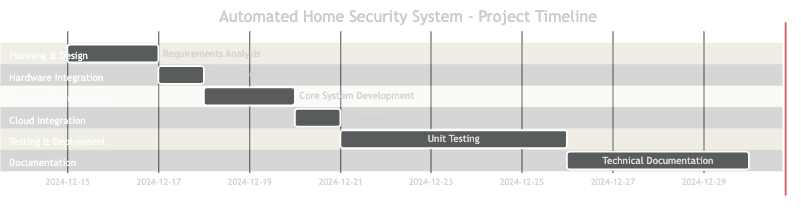 Automated Home Security System - Project Timeline
Planning & Design
Requirements Analysis
Hardware Integration
Core System Development
Cloud Integration
Testing & Deployment
Unit Testing
Documentation
Technical Documentation
2024-12-15
2024-12-17
2024-12-19
2024-12-21
2024-12-23
2024-12-25
2024-12-27
2024-12-29